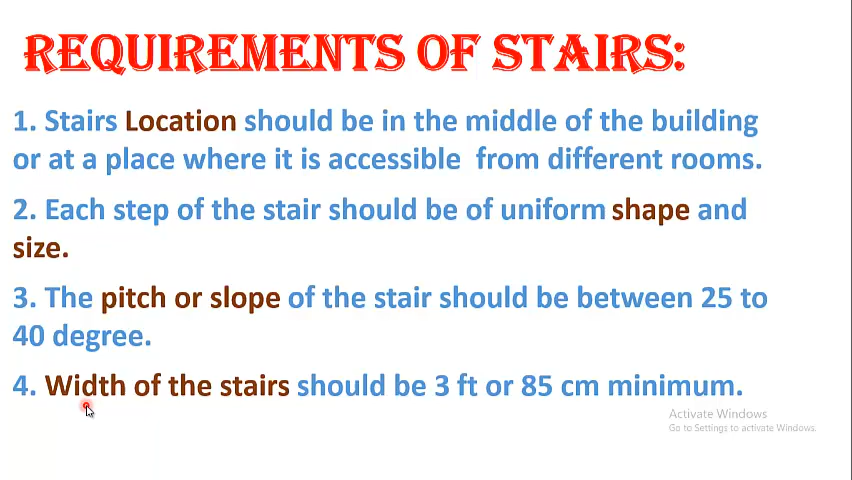 REQUIREMENTS OF STAIRS:
1. Stairs Location should be in the middle of the building
or at a place where it is accessible from different rooms.
2. Each step of the stair should be of uniform shape and
size.
3. The pitch or slope of the stair should be between 25 to
40 degree.
4. Width of the stairs should be 3 ft or 85 cm minimum.
Activate Windows
Go to Settings to activate Windows.